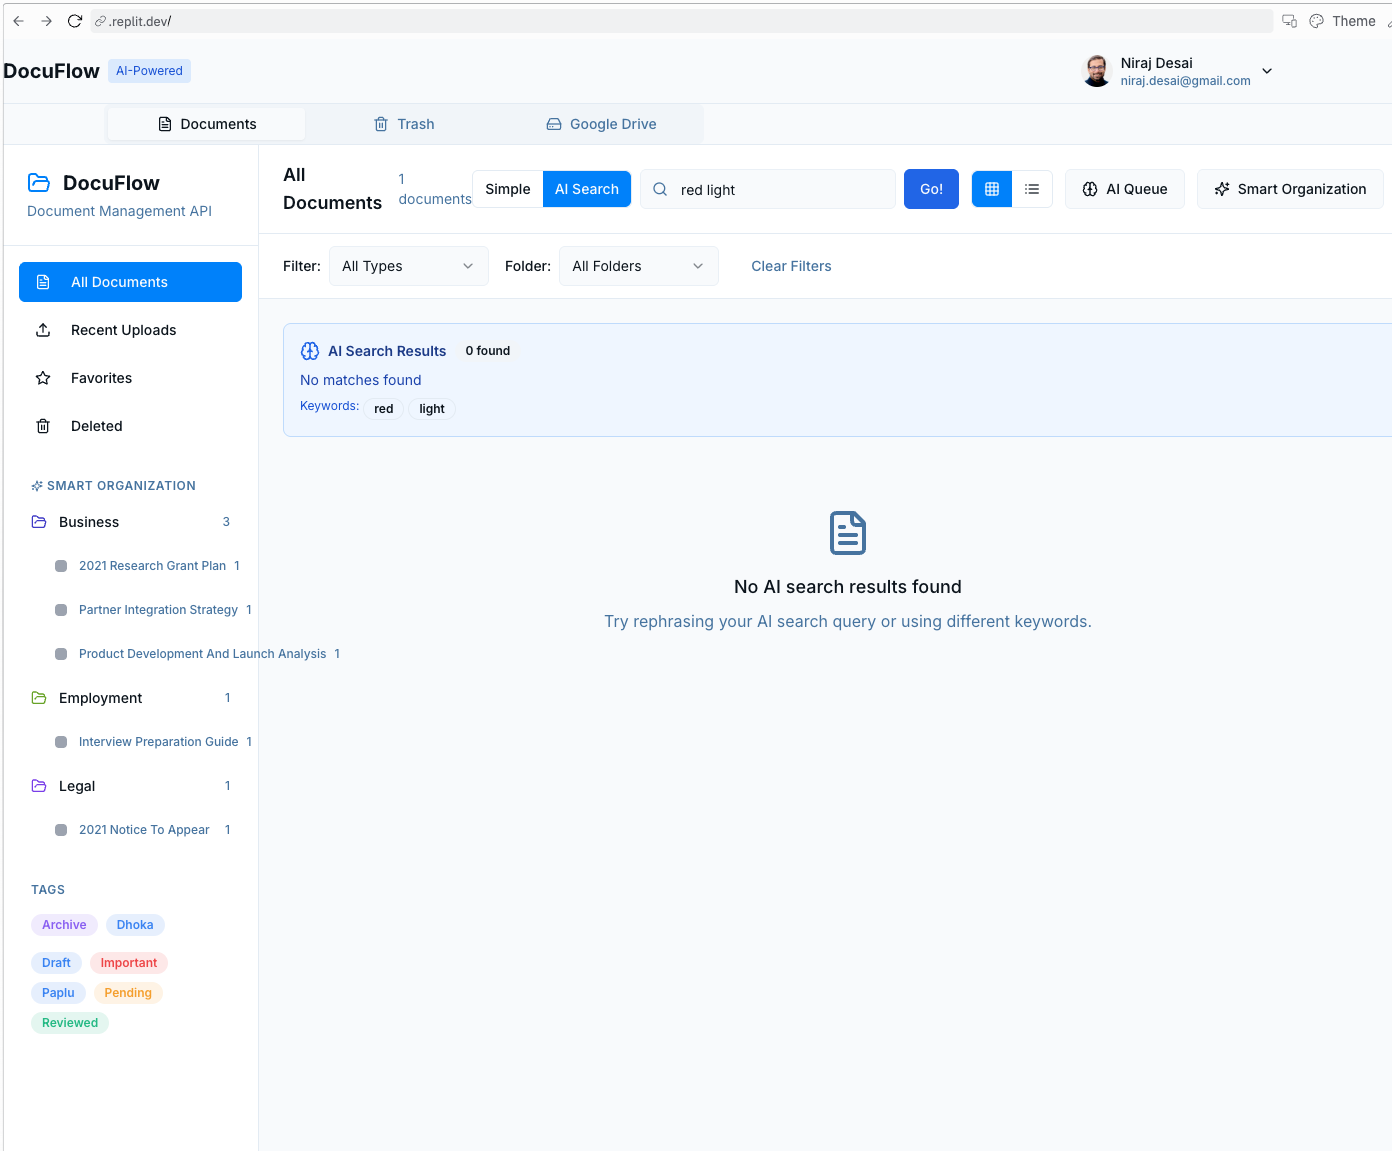 .replit.dev/
Theme
DocuFlow AI-Powered
Niraj Desai
niraj.desai@gmail.com
Documents Trash Google Drive
DocuFlow
Document Management API
All Documents
Recent Uploads
Favorites
Deleted
SMART ORGANIZATION
Business 3
2021 Research Grant Plan 1
Partner Integration Strategy 1
Product Development And Launch Analysis 1
Employment 1
Interview Preparation Guide 1
Legal 1
2021 Notice To Appear 1
TAGS
Archive Dhoka
Draft Important
Paplu Pending
Reviewed
All
Documents
1
documents
Simple AI Search red light Go! AI Queue Smart Organization
Filter: All Types Folder: All Folders Clear Filters
AI Search Results 0 found
No matches found
Keywords: red light
No AI search results found
Try rephrasing your AI search query or using different keywords.